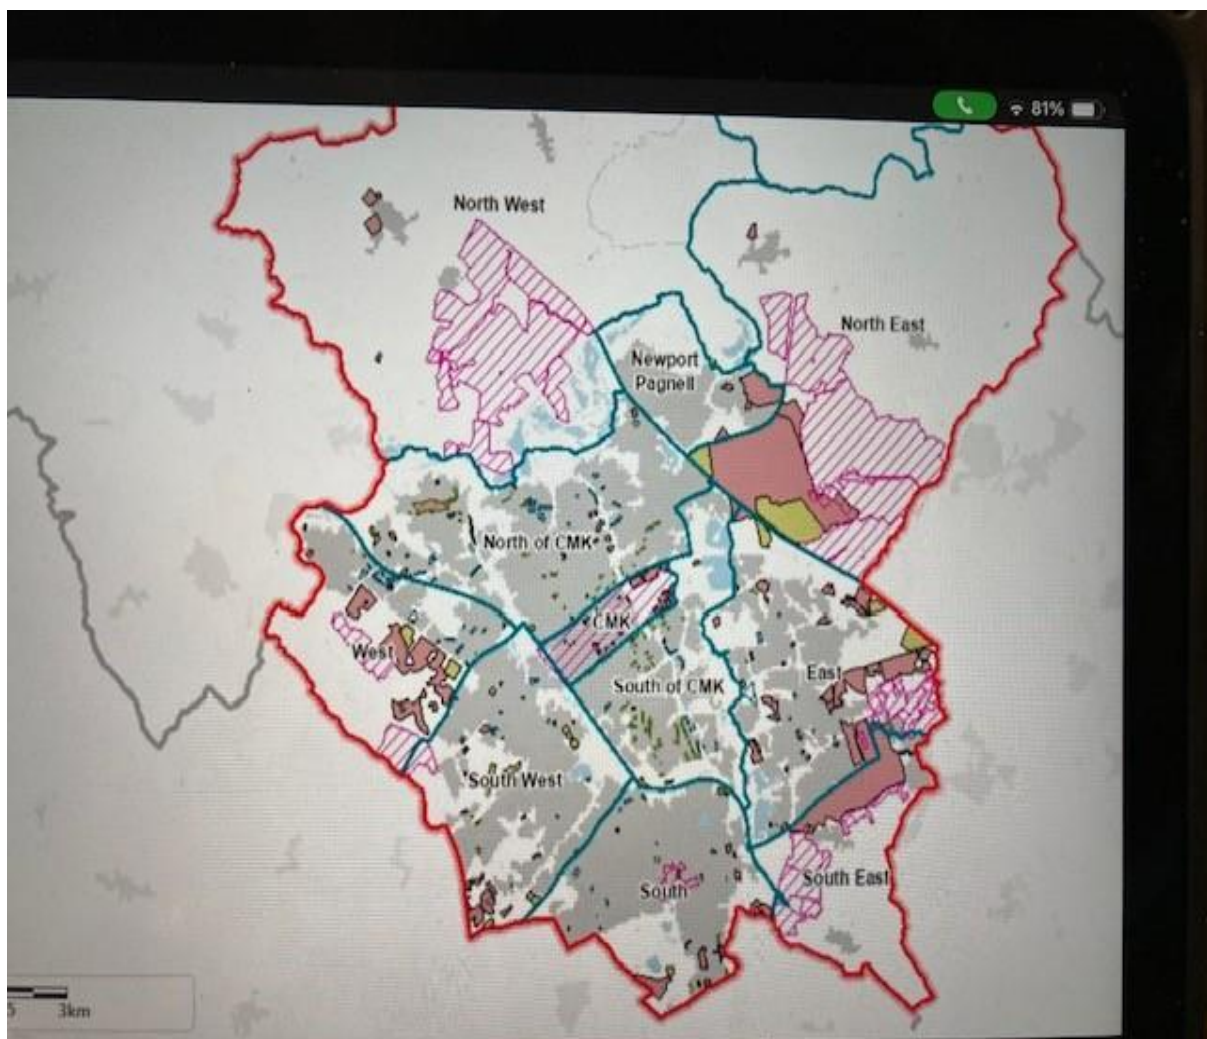 81%
North West
North East
Newport
Pagnell
North of CMK
CMK
West
South of CMK
East
South West
South East
South
3km